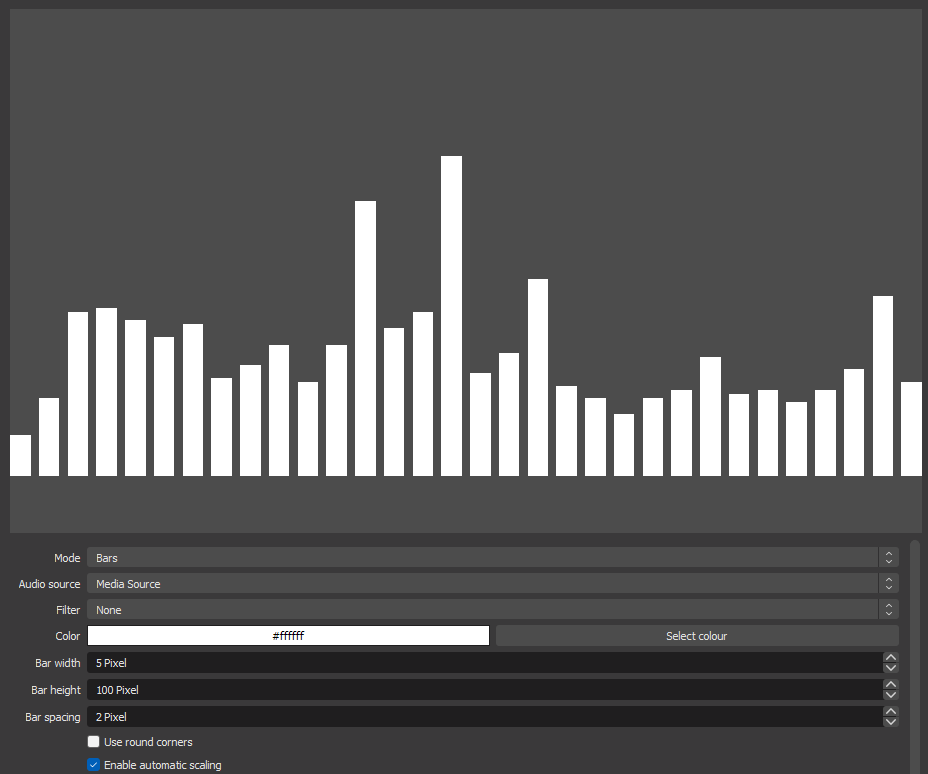 Mode Bars
Audio source Media Source
Filter None
Color #ffffff Select colour
Bar width 5 Pixel
Bar height 100 Pixel
Bar spacing 2 Pixel
Use round corners
Enable automatic scaling